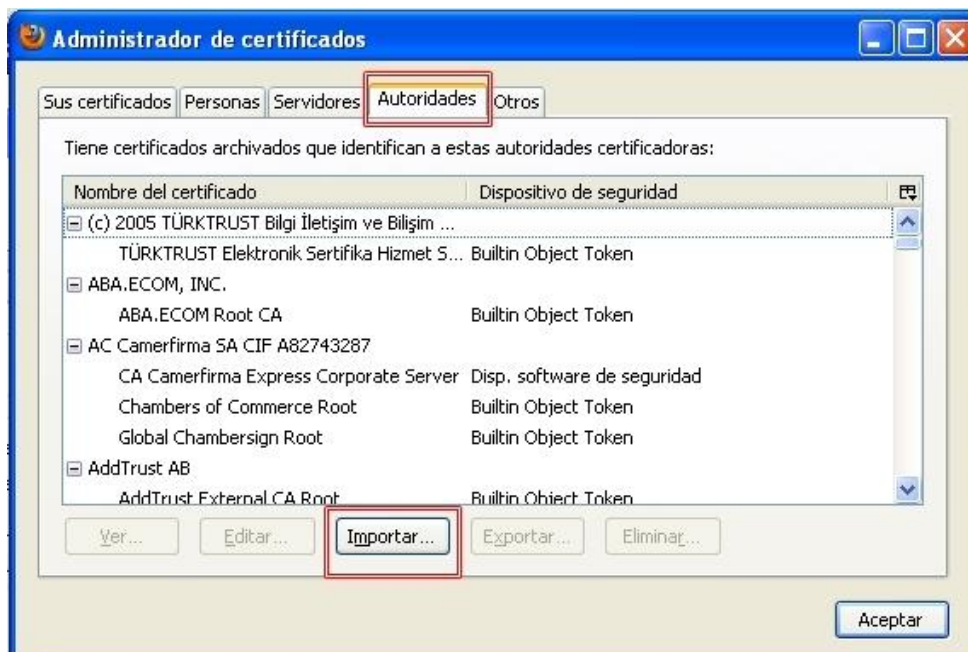 Administrador de certificados
Sus certificados Personas Servidores Autoridades Otros
Tiene certificados archivados que identifican a estas autoridades certificadoras:
Nombre del certificado Dispositivo de seguridad
(c) 2005 TÜRKTRUST Bilgi İletişim ve Bilişim ...
TÜRKTRUST Elektronik Sertifika Hizmet S... Builtin Object Token
ABA.ECOM, INC.
ABA.ECOM Root CA Builtin Object Token
AC Camerfirma SA CIF A82743287
CA Camerfirma Express Corporate Server Disp. software de seguridad
Chambers of Commerce Root Builtin Object Token
Global Chambersign Root Builtin Object Token
AddTrust AB
AddTrust External CA Root Builtin Object Token
Ver... Editar... Importar... Exportar... Eliminar...
Aceptar